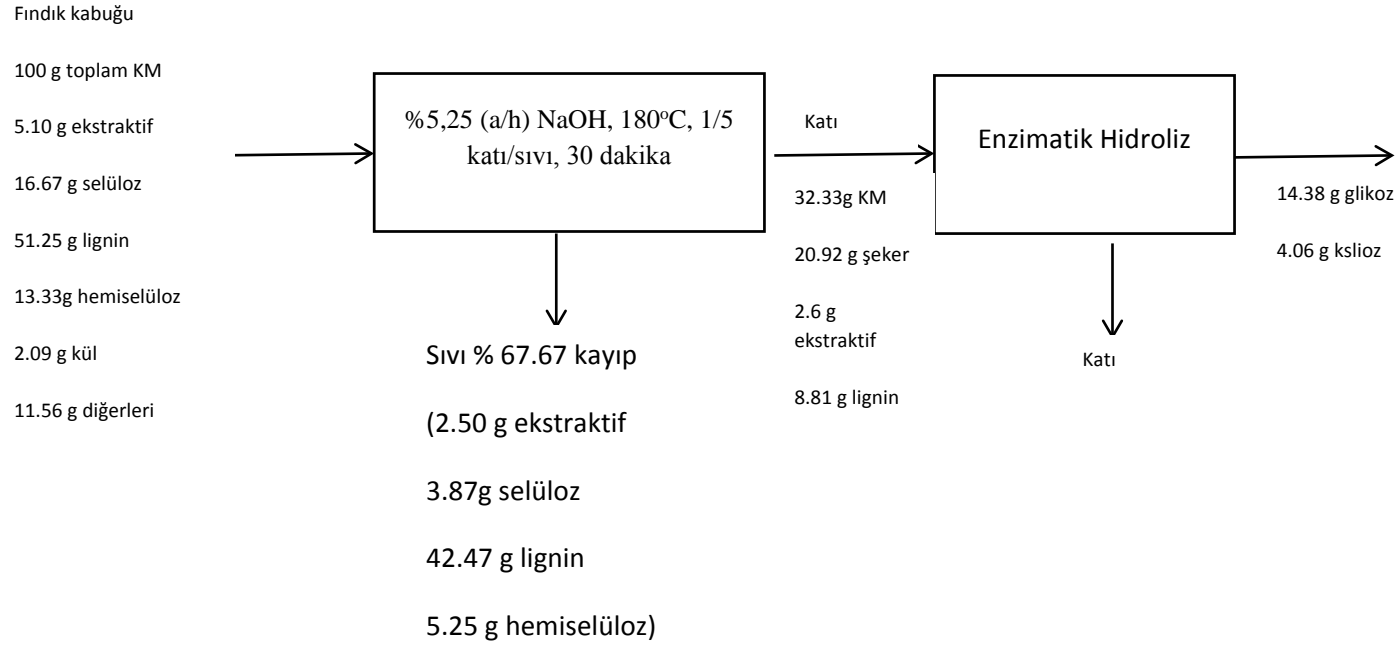 Fındık kabuğu
100 g toplam KM
5.10 g ekstraktif
16.67 g selüloz
51.25 g lignin
13.33g hemiselüloz
2.09 g kül
11.56 g diğerleri
%5,25 (a/h) NaOH, 180°C, 1/5
katı/sıvı, 30 dakika
Sıvı % 67.67 kayıp
(2.50 g ekstraktif
3.87g selüloz
42.47 g lignin
5.25 g hemiselüloz)
Katı
32.33g KM
20.92 g şeker
2.6 g
ekstraktif
8.81 g lignin
Enzimatik Hidroliz
Katı
14.38 g glikoz
4.06 g kslioz